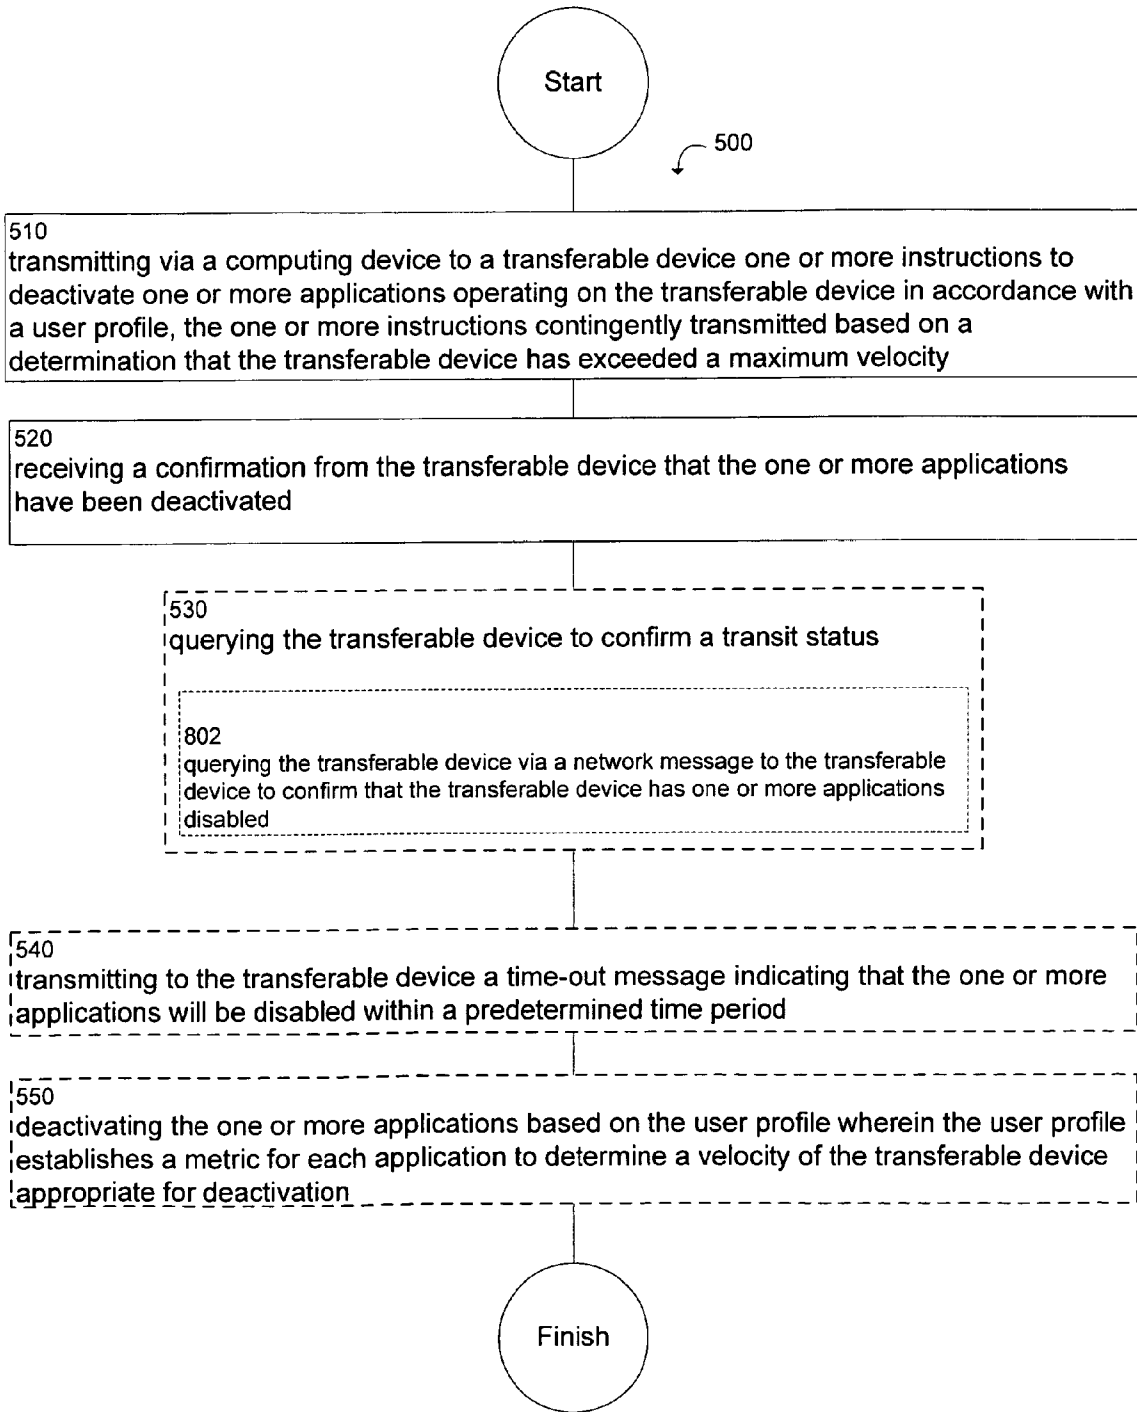 Start
500
510
transmitting via a computing device to a transferable device one or more instructions to
deactivate one or more applications operating on the transferable device in accordance with
a user profile, the one or more instructions contingently transmitted based on a
determination that the transferable device has exceeded a maximum velocity
520
receiving a confirmation from the transferable device that the one or more applications
have been deactivated
530
querying the transferable device to confirm a transit status
802
querying the transferable device via a network message to the transferable
device to confirm that the transferable device has one or more applications
disabled
540
transmitting to the transferable device a time-out message indicating that the one or more
applications will be disabled within a predetermined time period
550
deactivating the one or more applications based on the user profile wherein the user profile
establishes a metric for each application to determine a velocity of the transferable device
appropriate for deactivation
Finish